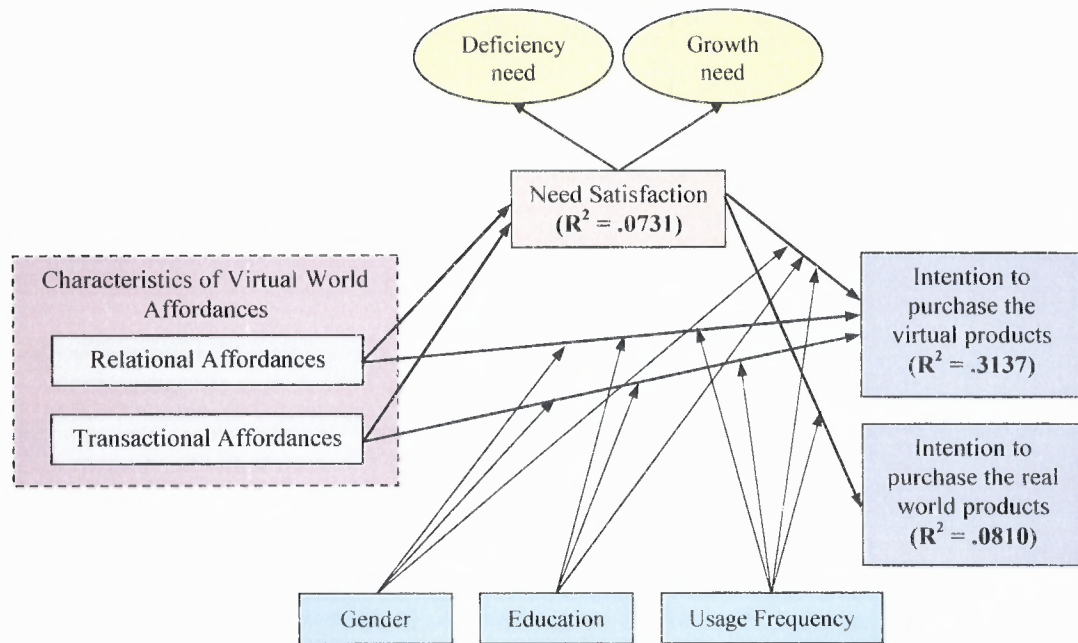 Deficiency
need
Growth
need
Need Satisfaction
(R² = .0731)
Characteristics of Virtual World
Affordances
Relational Affordances
Transactional Affordances
Intention to
purchase the
virtual products
(R² = .3137)
Intention to
purchase the real
world products
(R² = .0810)
Gender
Education
Usage Frequency